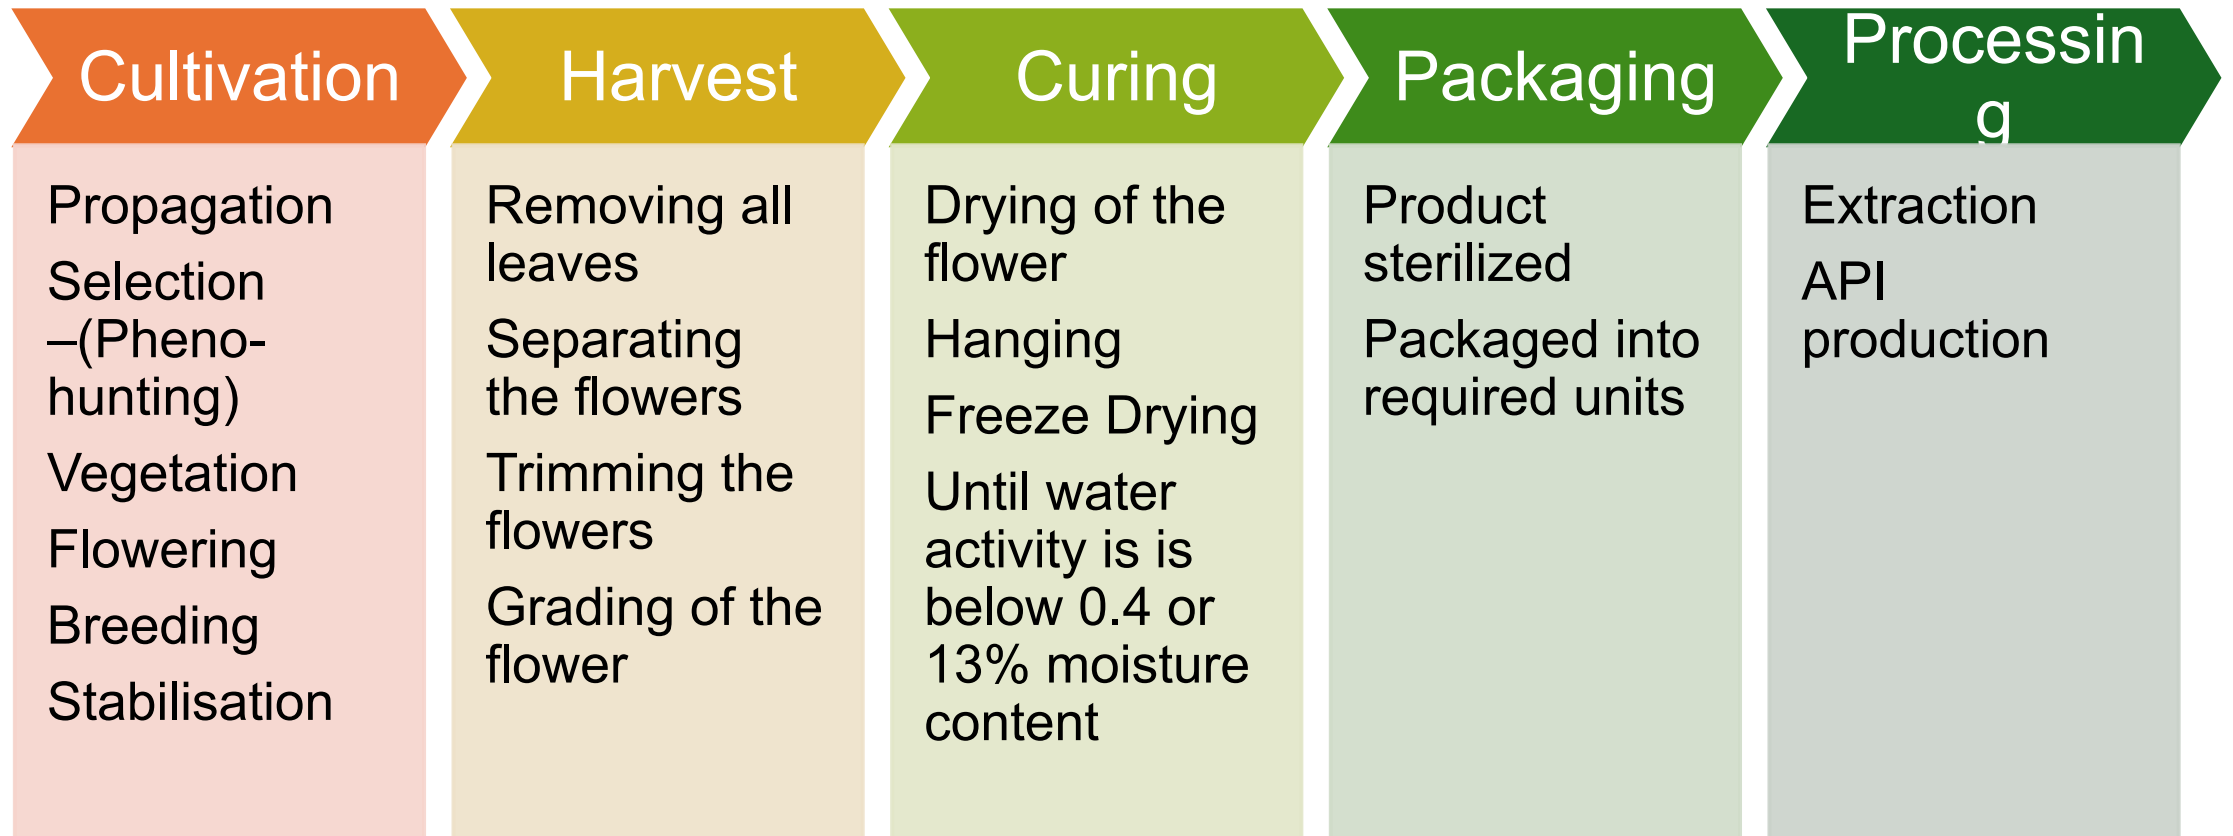 Cultivation
Propagation
Selection
–(Pheno-
hunting)
Vegetation
Flowering
Breeding
Stabilisation
Harvest
Removing all
leaves
Separating
the flowers
Trimming the
flowers
Grading of the
flower
Curing
Drying of the
flower
Hanging
Freeze Drying
Until water
activity is is
below 0.4 or
13% moisture
content
Packaging
Product
sterilized
Packaged into
required units
Processin
g
Extraction
API
production